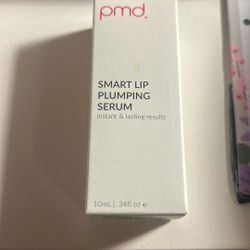 pmd.
SMART LIP
PLUMPING
SERUM
instant & lasting results
10mL | .34fl oz e